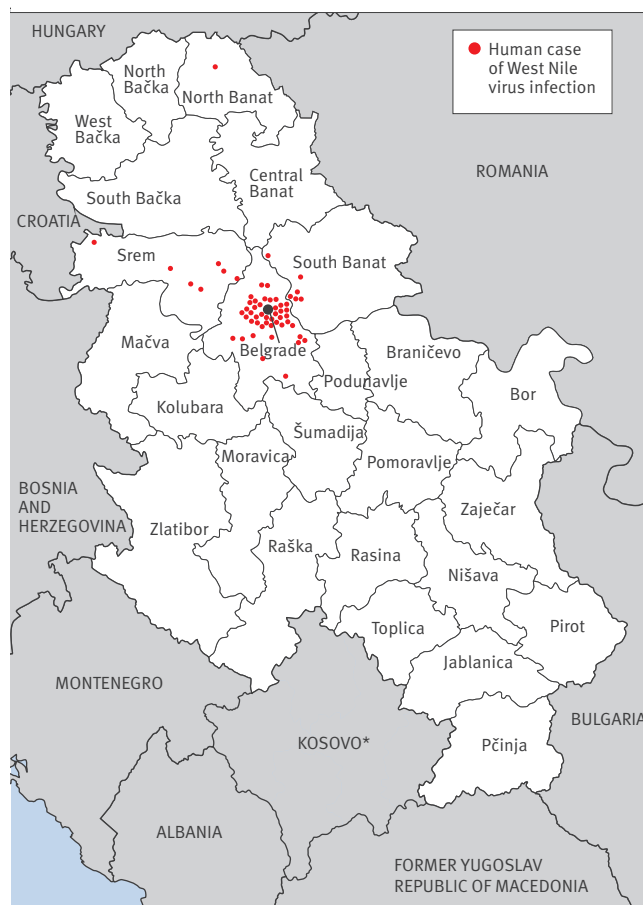 HUNGARY
Human case
of West Nile
virus infection
North
Bačka
North Banat
West
Bačka
Central
Banat
ROMANIA
South Bačka
CROATIA
Srem
South Banat
Mačva
Belgrade
Braničevo
Podunavlje
Bor
Kolubara
Šumadija
Moravica
Pomoravlje
BOSNIA
AND
HERZEGOVINA
Zaječar
Zlatibor
Raška
Rasina
Nišava
Toplica
Pirot
Jablanica
MONTENEGRO
BULGARIA
KOSOVO*
Pčinja
ALBANIA
FORMER YUGOSLAV
REPUBLIC OF MACEDONIA